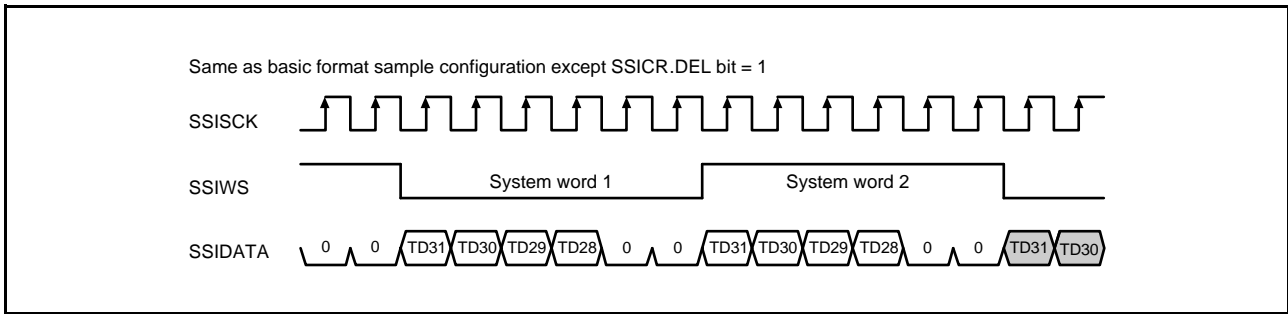 Same as basic format sample configuration except SSICR.DEL bit = 1
SSISCK
SSIWS System word 1 System word 2
SSIDATA 0 0 TD31 TD30 TD29 TD28 0 0 TD31 TD30 TD29 TD28 0 0 TD31 TD30